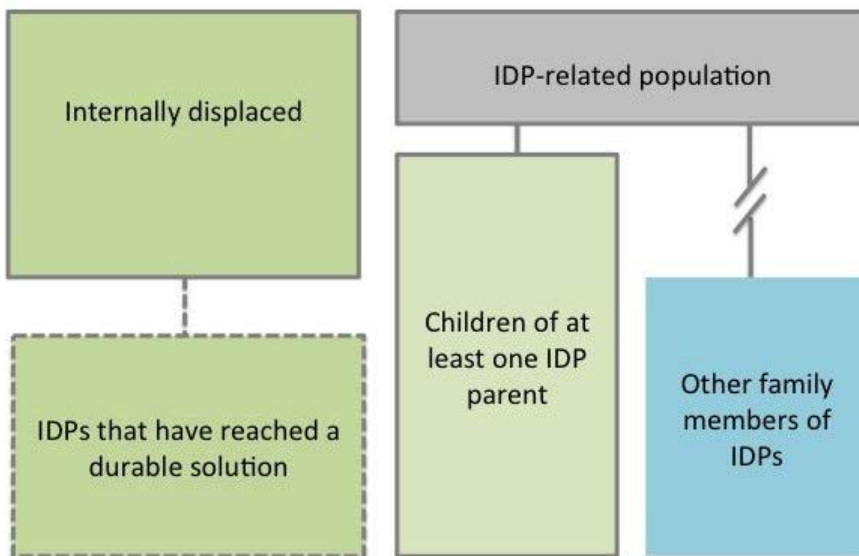 Internally displaced
IDP-related population
Children of at
least one IDP
parent
IDPs that have reached a
durable solution
Other family
members of
IDPs